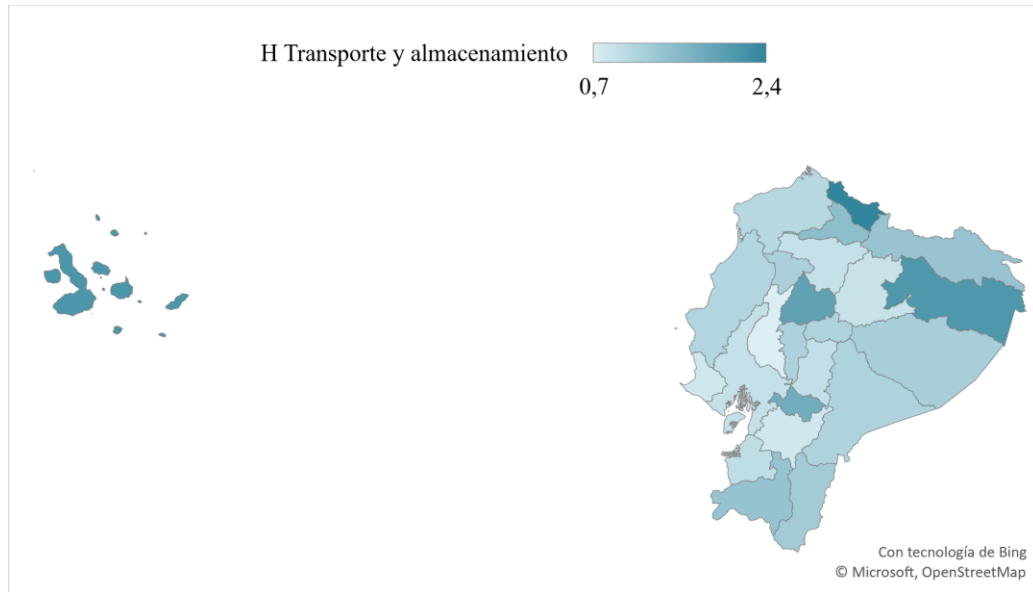 H Transporte y almacenamiento
0,7
2,4
Con tecnología de Bing
© Microsoft, OpenStreetMap